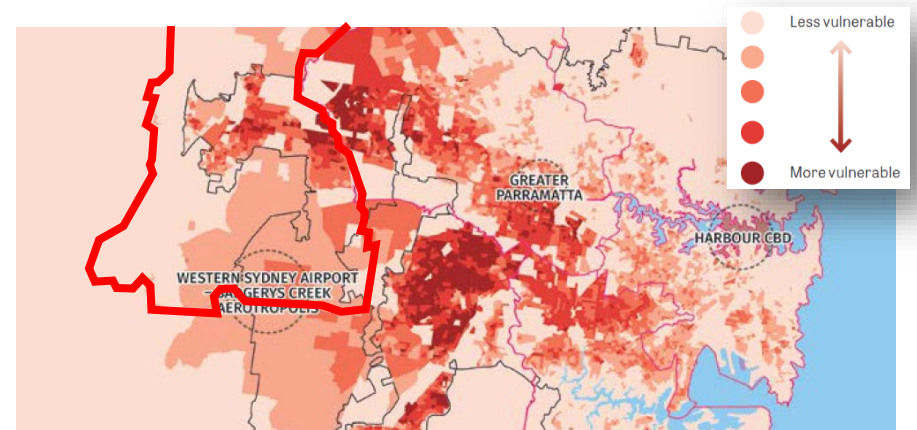 Less vulnerable
More vulnerable
GREATER
PARRAMATTA
HARBOUR CBD
WESTERN SYDNEY AIRPORT
CREEK
AEROTROPOLIS